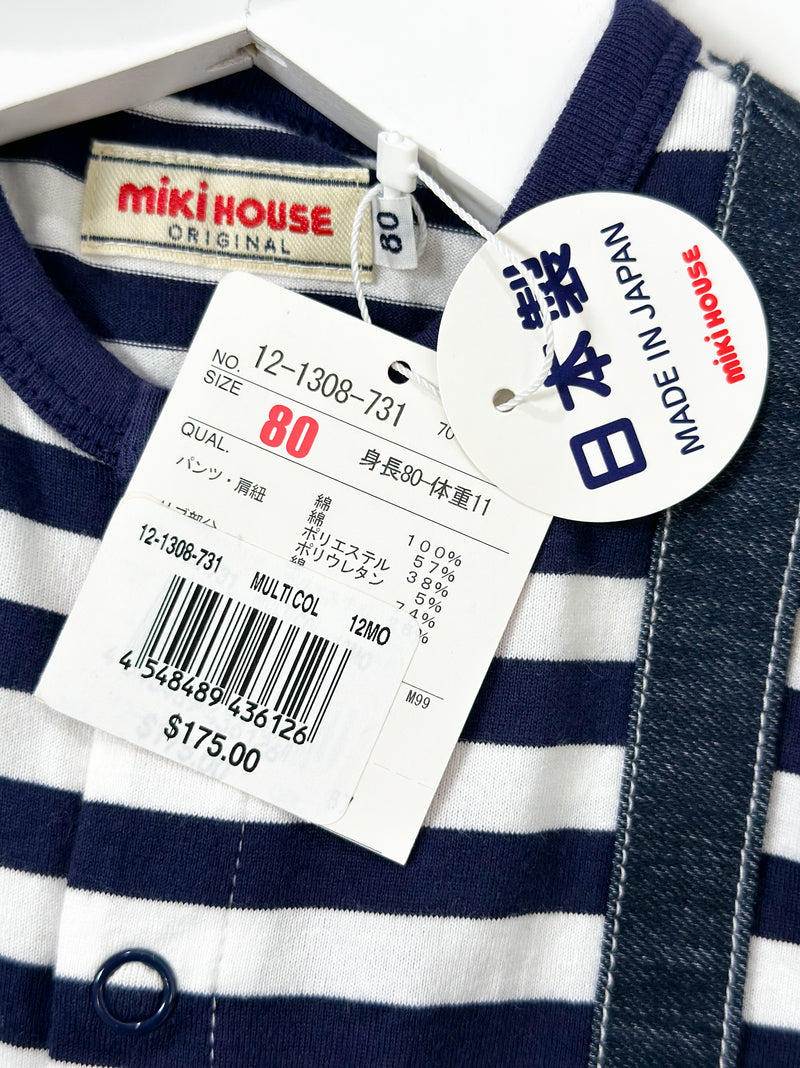 miki HOUSE
ORIGINAL
80
日本製
MADE IN JAPAN
miki HOUSE
NO. 12-1308-731
70
SIZE
80
身長80-体重11
QUAL.
パンツ・肩紐
綿 100%
綿 57%
ポリエステル 38%
ポリウレタン 5%
綿 74%
M99
12-1308-731
MULTI COL 12MO
4 548489 436126
$175.00